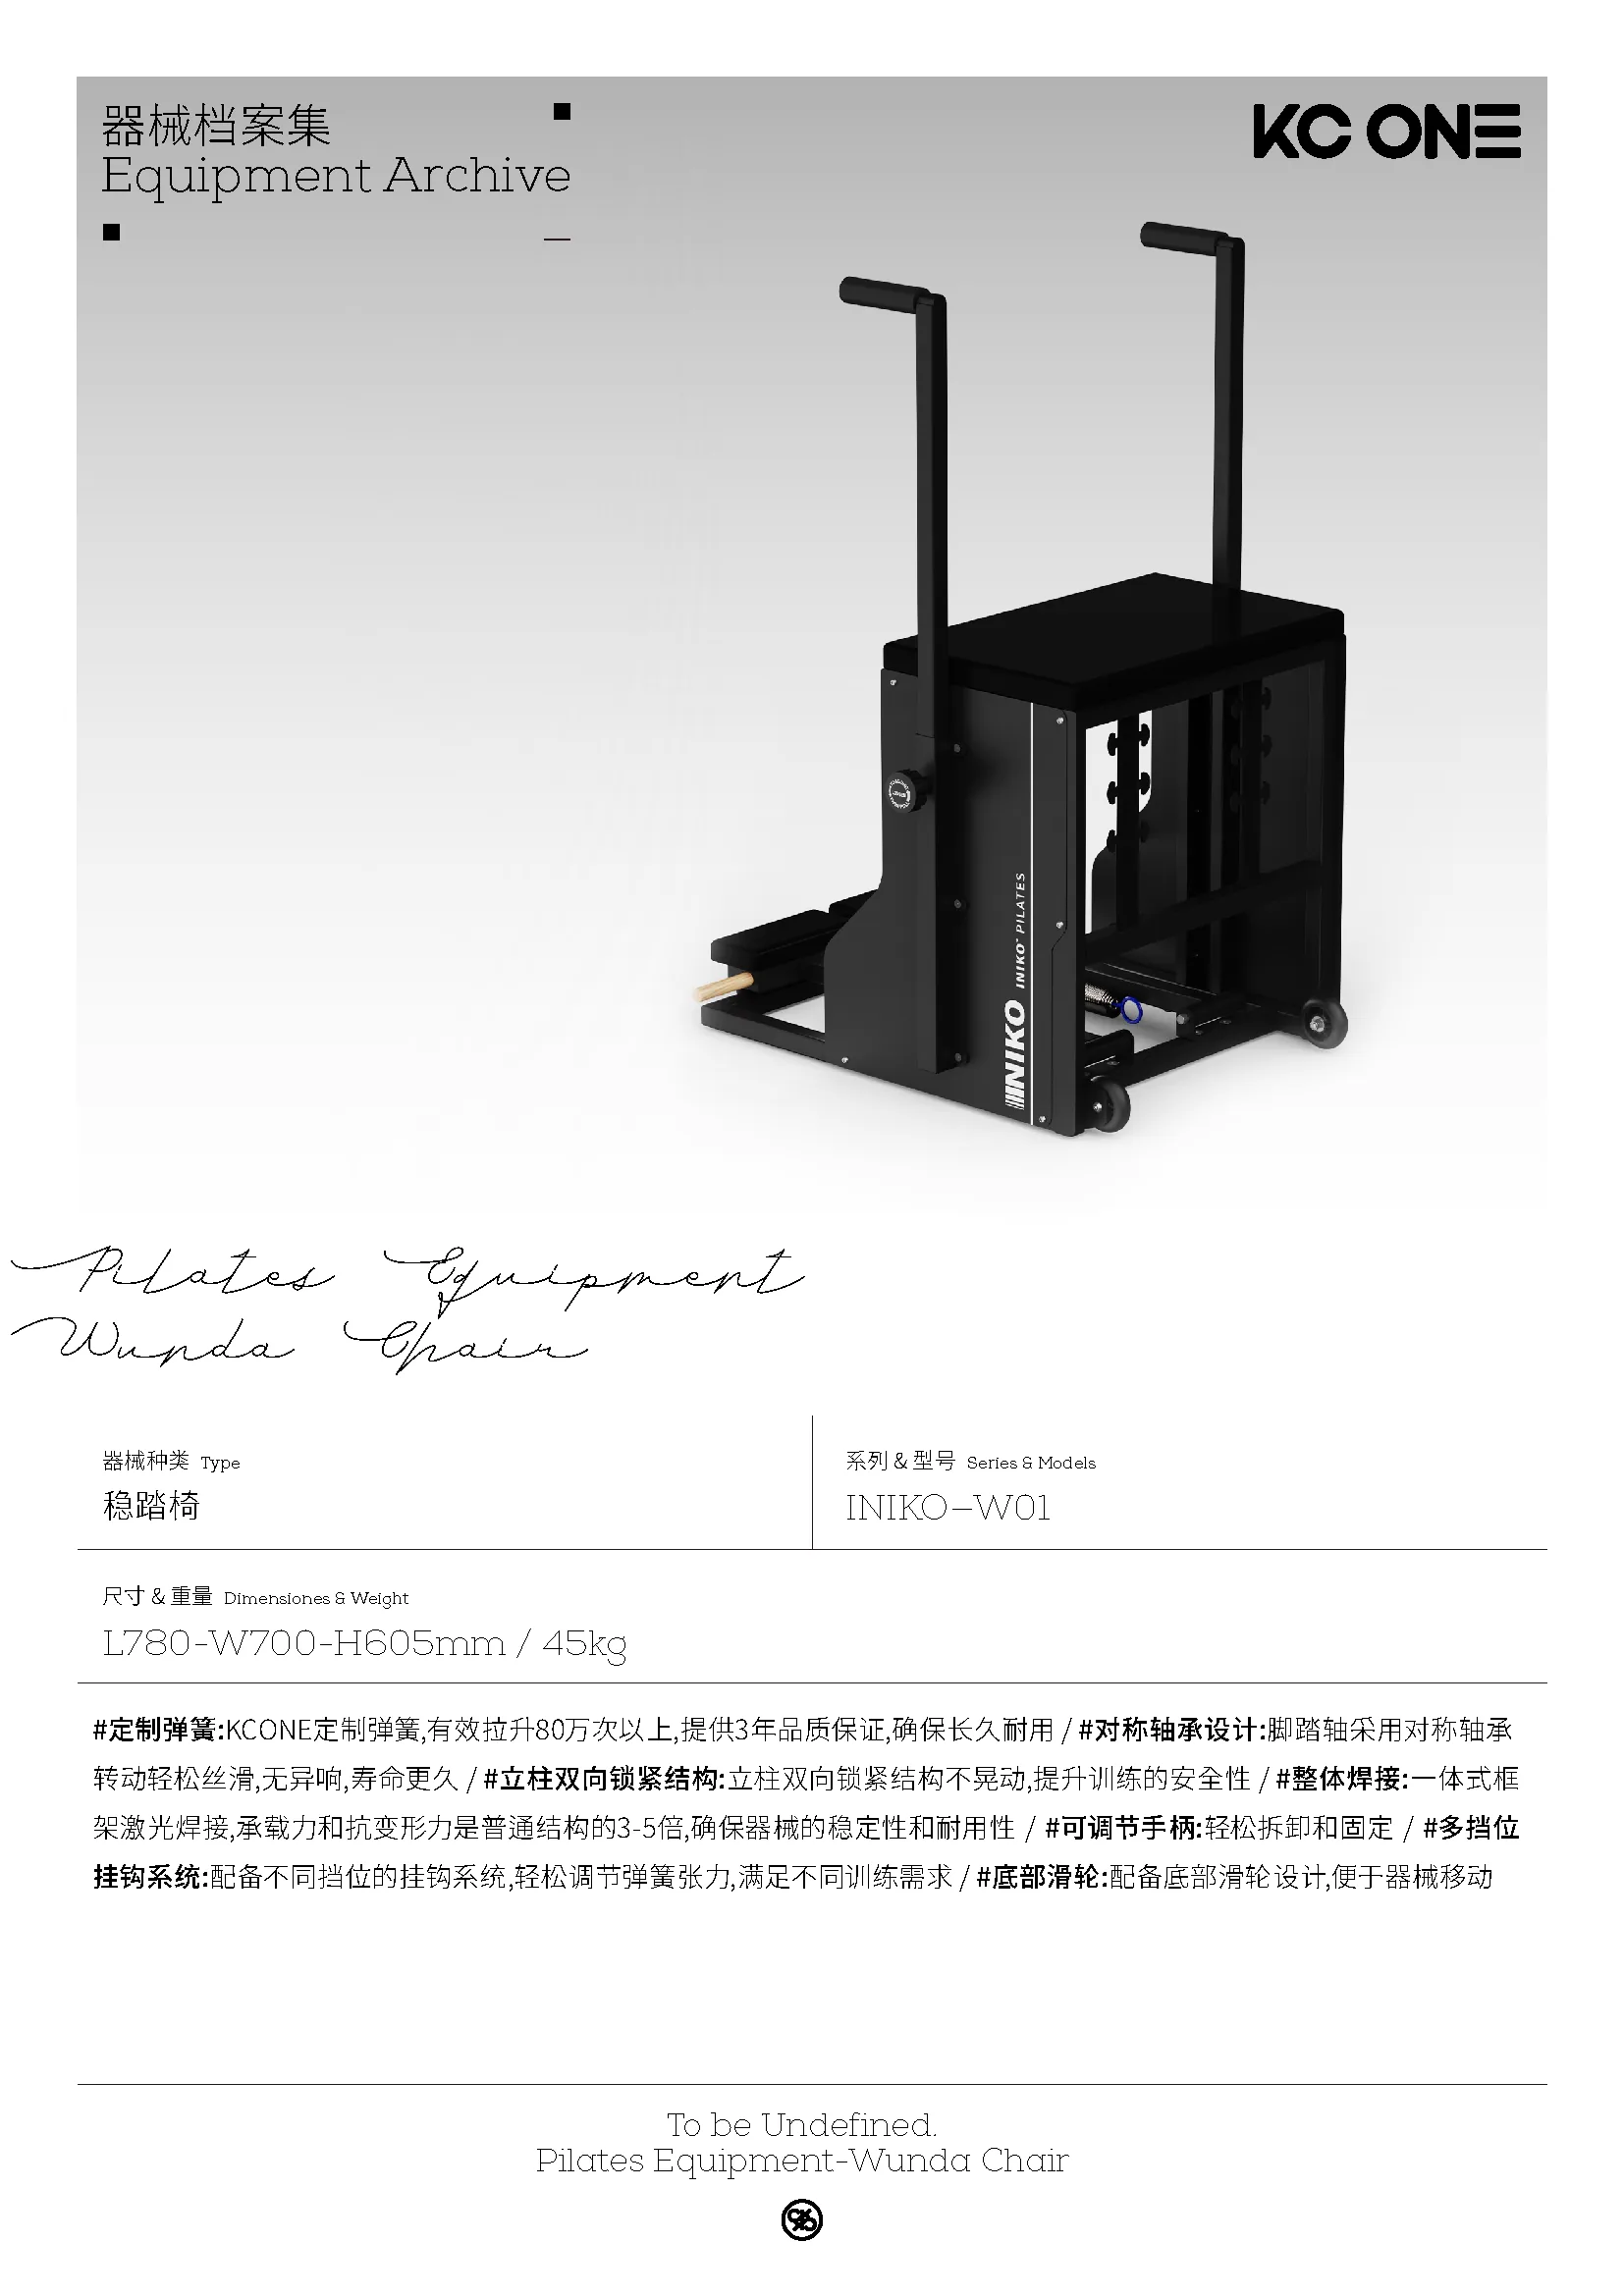 器械档案集
Equipment Archive
KC ONE
INIKO INIKO PILATES
Pilates Equipment
Wunda Chair
器械种类 Type
稳踏椅
系列 & 型号 Series & Models
INIKO–W01
尺寸 & 重量 Dimensiones & Weight
L780-W700-H605mm / 45kg
#定制弹簧:KCONE定制弹簧,有效拉升80万次以上,提供3年品质保证,确保长久耐用 / #对称轴承设计:脚踏轴采用对称轴承
转动轻松丝滑,无异响,寿命更久 / #立柱双向锁紧结构:立柱双向锁紧结构不晃动,提升训练的安全性 / #整体焊接:一体式框
架激光焊接,承载力和抗变形力是普通结构的3-5倍,确保器械的稳定性和耐用性 / #可调节手柄:轻松拆卸和固定 / #多挡位
挂钩系统:配备不同挡位的挂钩系统,轻松调节弹簧张力,满足不同训练需求 / #底部滑轮:配备底部滑轮设计,便于器械移动
To be Undefined.
Pilates Equipment-Wunda Chair